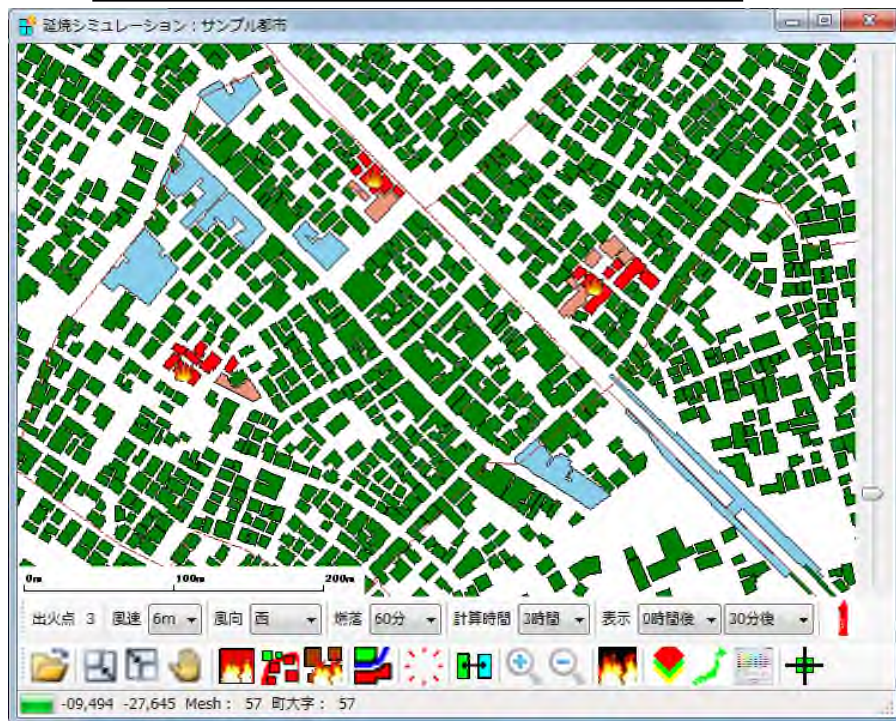 延焼シミュレーション：サンプル都市
0m 100m 200m
出火点 3 風速 6m 風向 西 燃落 60分 計算時間 3時間 表示 0時間後 30分後
-09,494 -27,645 Mesh： 57 町大字： 57